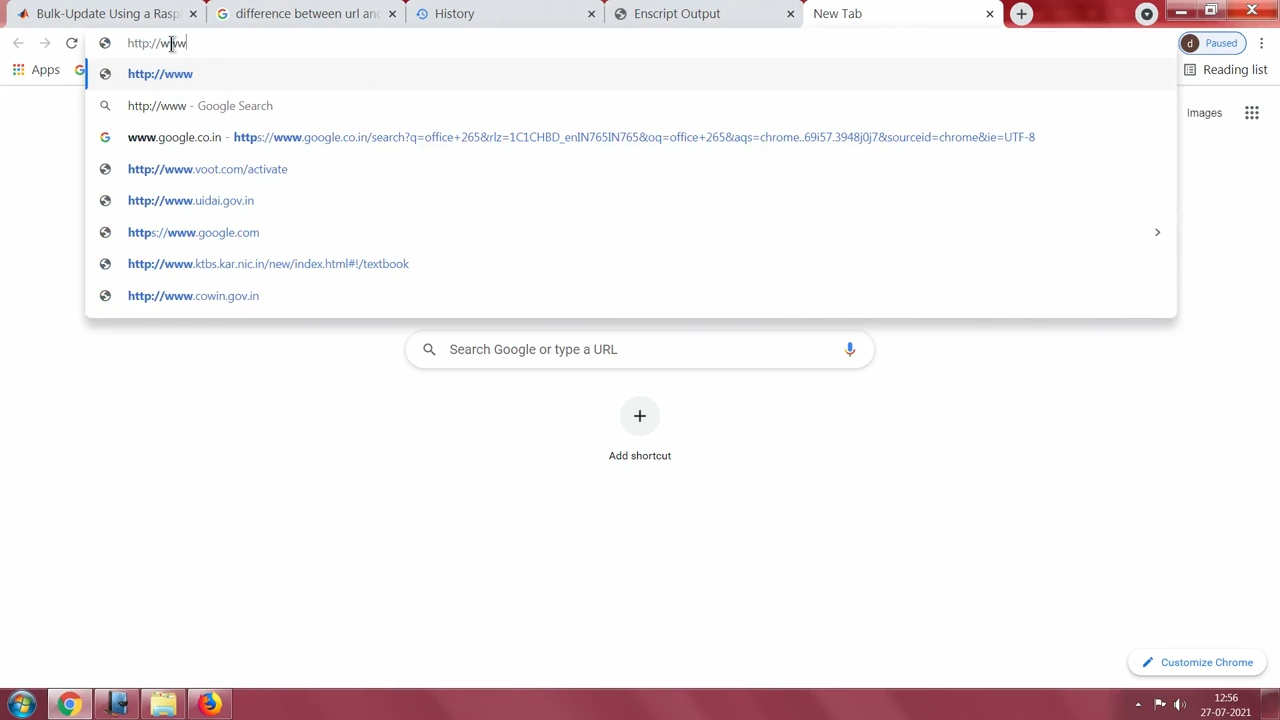 Bulk-Update Using a Rasp
difference between url and
History
Enscript Output
New Tab
http://www
d
Paused
Apps
Reading list
http://www
http://www - Google Search
www.google.co.in - https://www.google.co.in/search?q=office+265&rlz=1C1CHBD_enIN765IN765&oq=office+265&aqs=chrome..69i57.3948j0j7&sourceid=chrome&ie=UTF-8
Images
http://www.voot.com/activate
http://www.uidai.gov.in
https://www.google.com
http://www.ktbs.kar.nic.in/new/index.html#!/textbook
http://www.cowin.gov.in
Search Google or type a URL
Add shortcut
Customize Chrome
12:56
27-07-2021